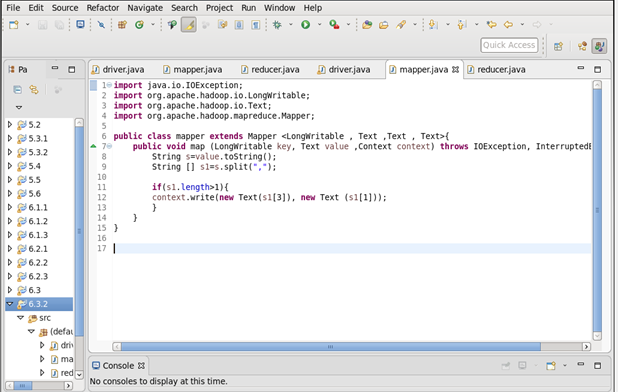 File Edit Source Refactor Navigate Search Project Run Window Help
Quick Access
Pa
driver.java mapper.java reducer.java driver.java mapper.java reducer.java
5.2
5.3.1
5.3.2
5.4
5.5
5.6
6.1.1
6.1.2
6.1.3
6.2.1
6.2.2
6.2.3
6.3
6.3.2
src
(defau
driv
ma
red
1 import java.io.IOException;
2 import org.apache.hadoop.io.LongWritable;
3 import org.apache.hadoop.io.Text;
4 import org.apache.hadoop.mapreduce.Mapper;
5
6 public class mapper extends Mapper <LongWritable , Text ,Text , Text>{
7 public void map (LongWritable key, Text value ,Context context) throws IOException, InterruptedE
8 String s=value.toString();
9 String [] s1=s.split(",");
10
11 if(s1.length>1){
12 context.write(new Text(s1[3]), new Text (s1[1]));
13 }
14 }
15 }
16
17
Console
No consoles to display at this time.